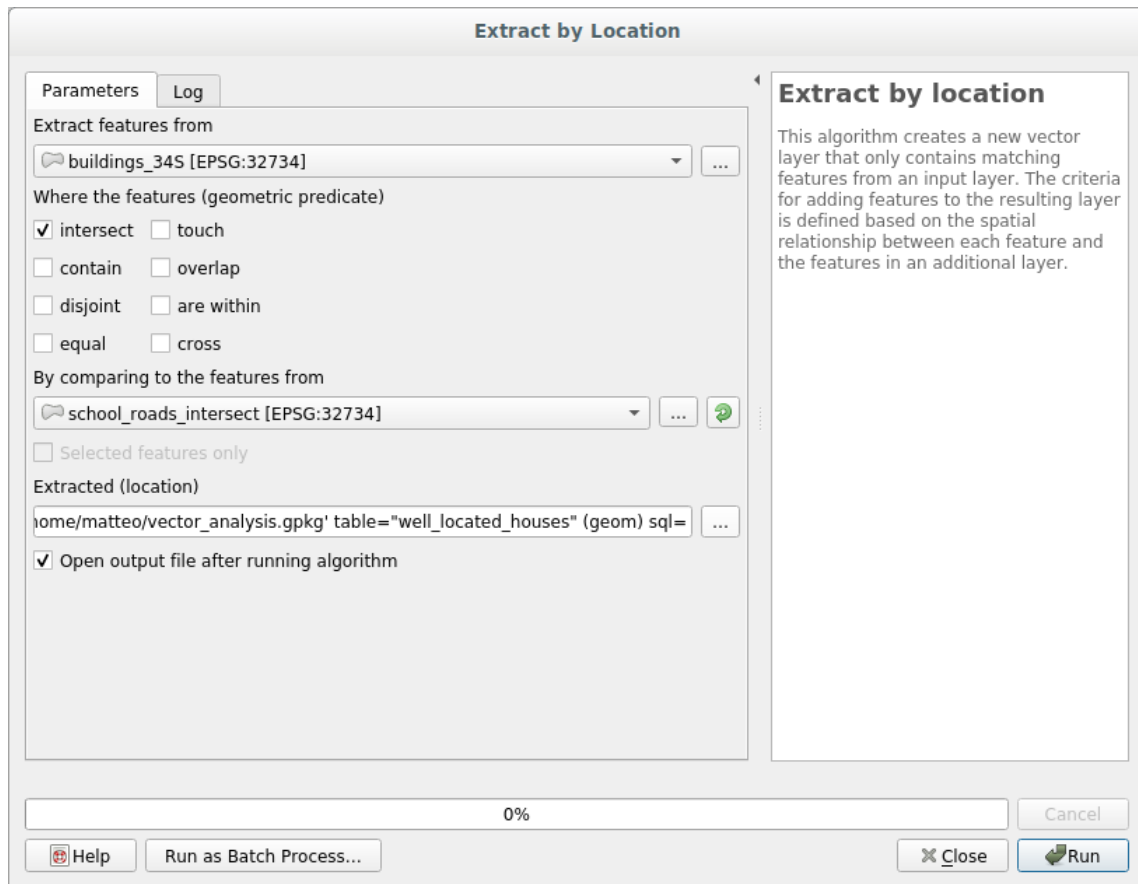 Extract by Location
Parameters
Log
Extract features from
buildings_34S [EPSG:32734]
...
Where the features (geometric predicate)
intersect
touch
contain
overlap
disjoint
are within
equal
cross
By comparing to the features from
school_roads_intersect [EPSG:32734]
...
Selected features only
Extracted (location)
home/matteo/vector_analysis.gpkg' table="well_located_houses" (geom) sql=
...
Open output file after running algorithm
Extract by location
This algorithm creates a new vector
layer that only contains matching
features from an input layer. The criteria
for adding features to the resulting layer
is defined based on the spatial
relationship between each feature and
the features in an additional layer.
0%
Cancel
Help
Run as Batch Process...
Close
Run